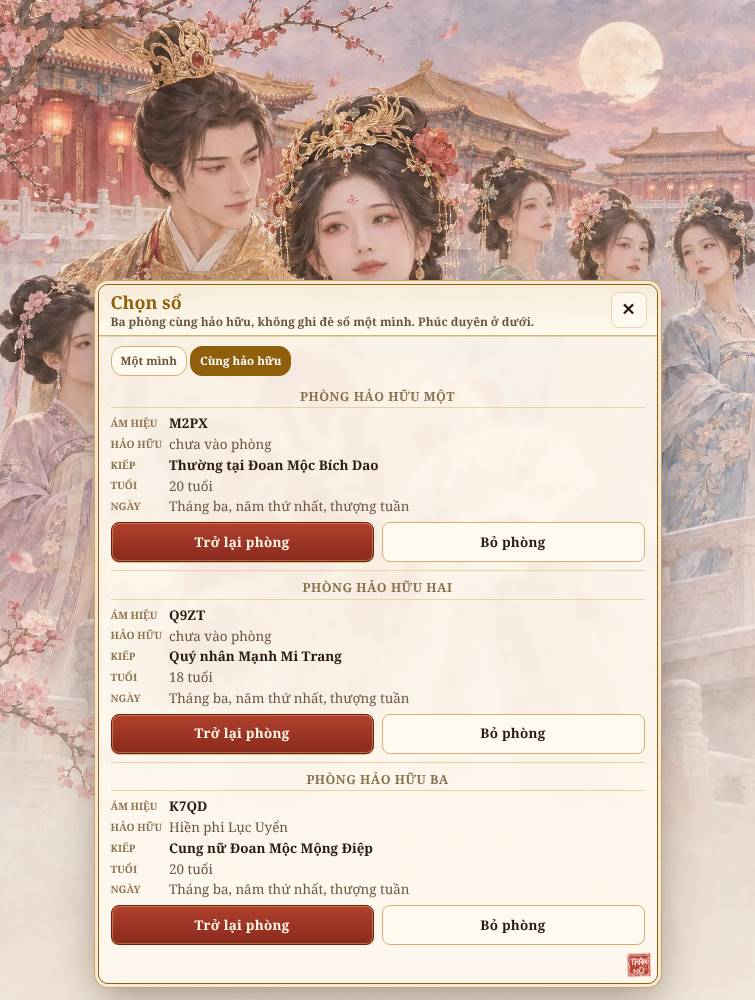 Chọn sổ
Ba phòng cùng hảo hữu, không ghi đè sổ một mình. Phúc duyên ở dưới.
Một mình
Cùng hảo hữu
PHÒNG HẢO HỮU MỘT
ÁM HIỆU M2PX
HẢO HỮU chưa vào phòng
KIẾP Thường tại Đoan Mộc Bích Dao
TUỔI 20 tuổi
NGÀY Tháng ba, năm thứ nhất, thượng tuần
Trở lại phòng
Bỏ phòng
PHÒNG HẢO HỮU HAI
ÁM HIỆU Q9ZT
HẢO HỮU chưa vào phòng
KIẾP Quý nhân Mạnh Mi Trang
TUỔI 18 tuổi
NGÀY Tháng ba, năm thứ nhất, thượng tuần
Trở lại phòng
Bỏ phòng
PHÒNG HẢO HỮU BA
ÁM HIỆU K7QD
HẢO HỮU Hiền phi Lục Uyển
KIẾP Cung nữ Đoan Mộc Mộng Điệp
TUỔI 20 tuổi
NGÀY Tháng ba, năm thứ nhất, thượng tuần
Trở lại phòng
Bỏ phòng